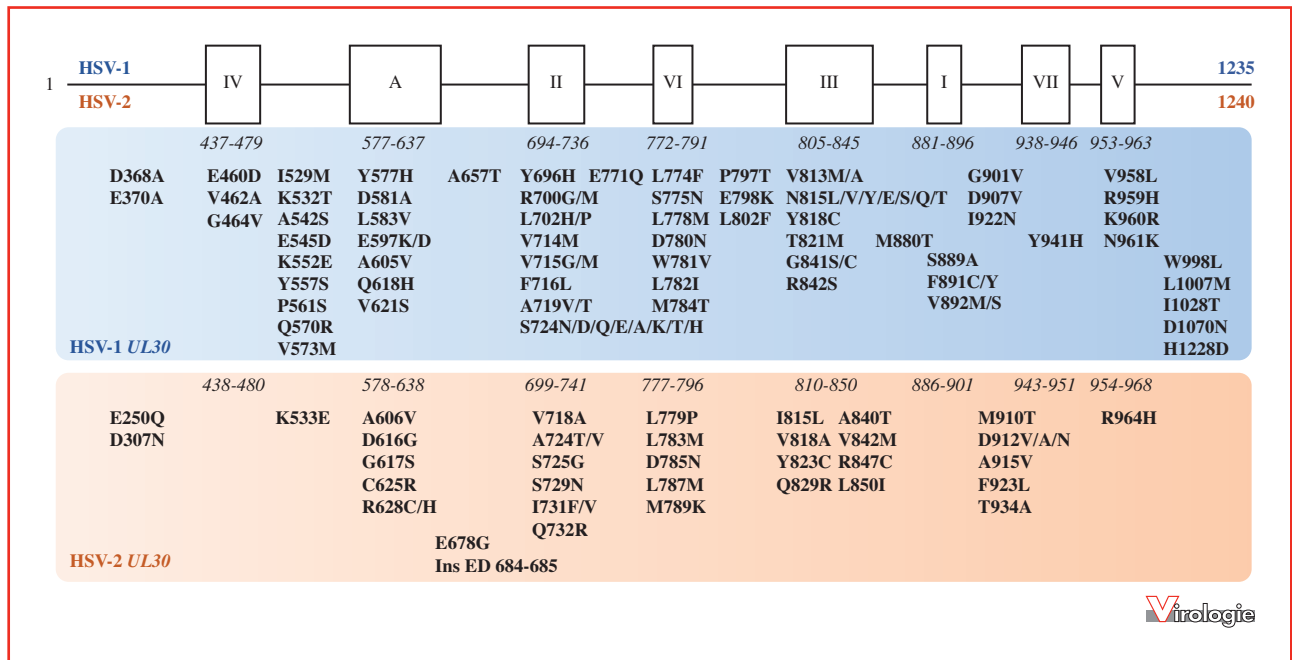 HSV-1 1235
1 IV A II VI III I VII V
HSV-2 1240
437-479 577-637 694-736 772-791 805-845 881-896 938-946 953-963
D368A E460D I529M Y577H A657T Y696H E771Q L774F P797T V813M/A G901V V958L
E370A V462A K532T D581A R700G/M S775N E798K N815L/V/Y/E/S/Q/T D907V R959H
G464V A542S L583V L702H/P L778M L802F Y818C I922N K960R
E545D E597K/D V714M D780N T821M M880T Y941H N961K
K552E A605V V715G/M W781V G841S/C S889A W998L
Y557S Q618H F716L L782I R842S F891C/Y L1007M
P561S V621S A719V/T M784T V892M/S I1028T
Q570R S724N/D/Q/E/A/K/T/H D1070N
HSV-1 UL30 V573M H1228D
438-480 578-638 699-741 777-796 810-850 886-901 943-951 954-968
E250Q K533E A606V V718A L779P I815L A840T M910T R964H
D307N D616G A724T/V L783M V818A V842M D912V/A/N
G617S S725G D785N Y823C R847C A915V
C625R S729N L787M Q829R L850I F923L
R628C/H I731F/V M789K T934A
Q732R
E678G
HSV-2 UL30 Ins ED 684-685
Virologie